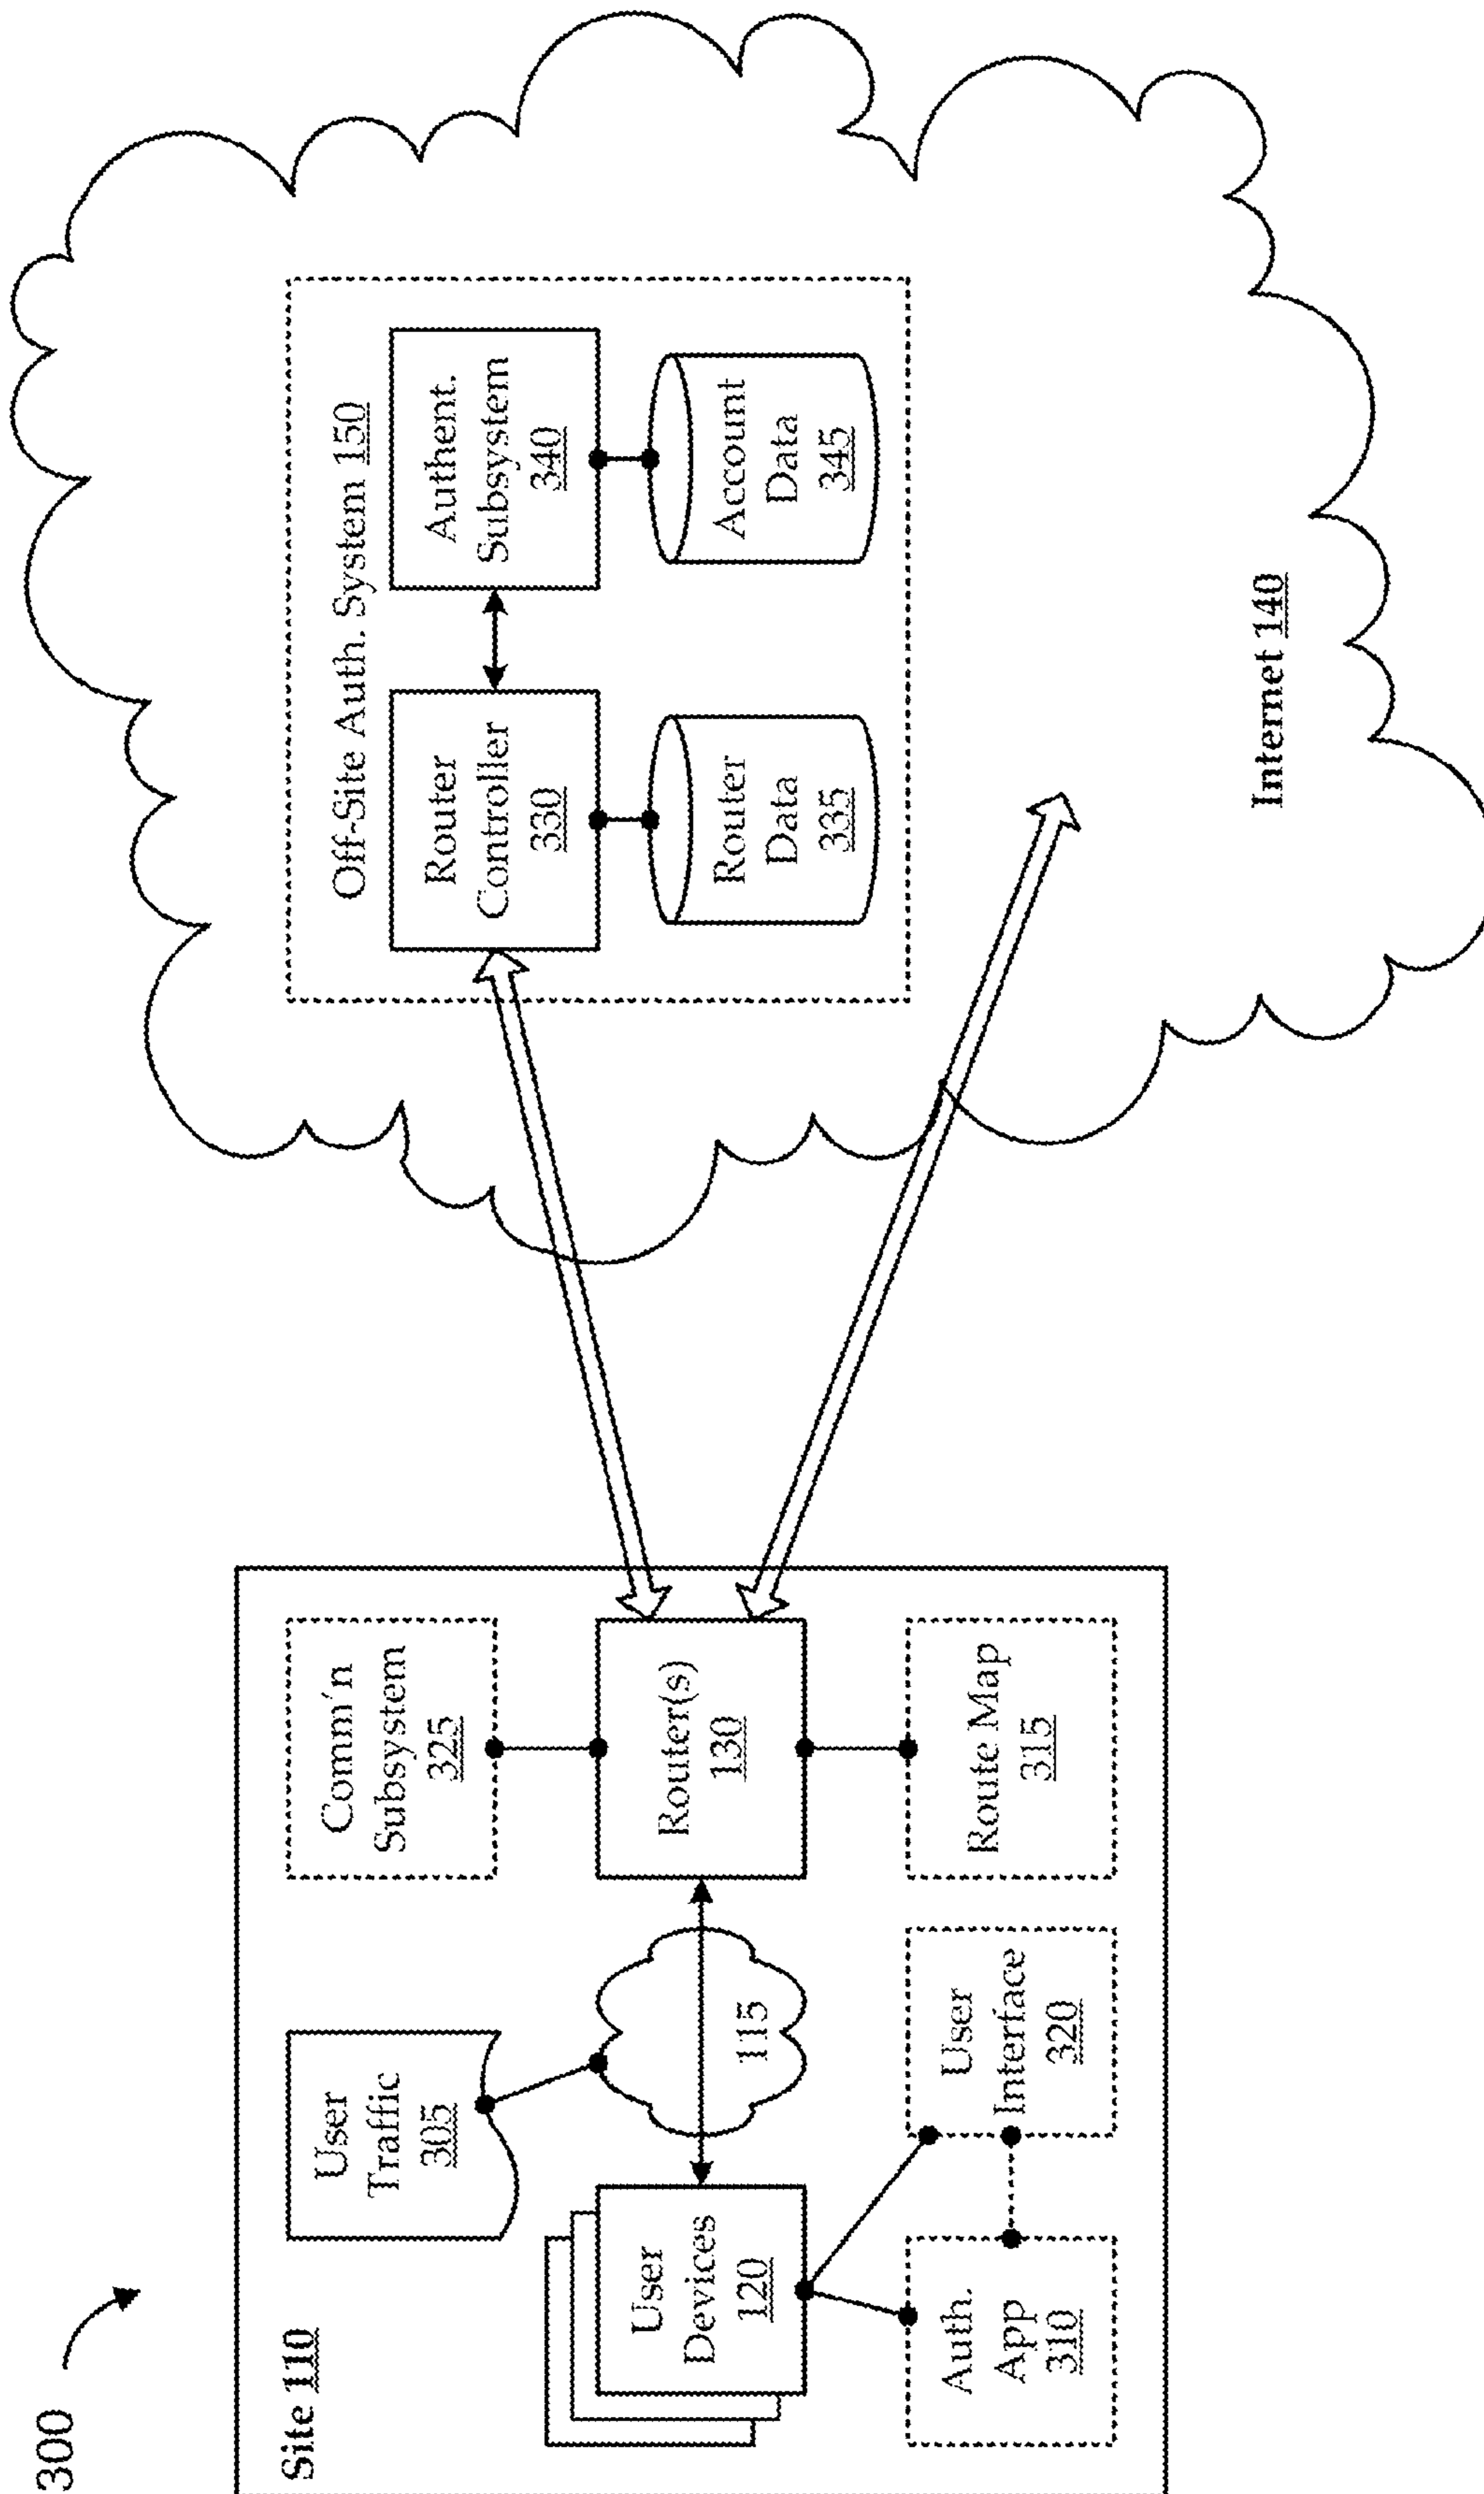 300
Site 110
User
Traffic
305
Comm'n
Subsystem
325
User
Devices
120
115
Router(s)
130
Auth.
App
310
User
Interface
320
Route Map
315
Off-Site Auth. System 150
Router
Controller
330
Authent.
Subsystem
340
Router
Data
335
Account
Data
345
Internet 140